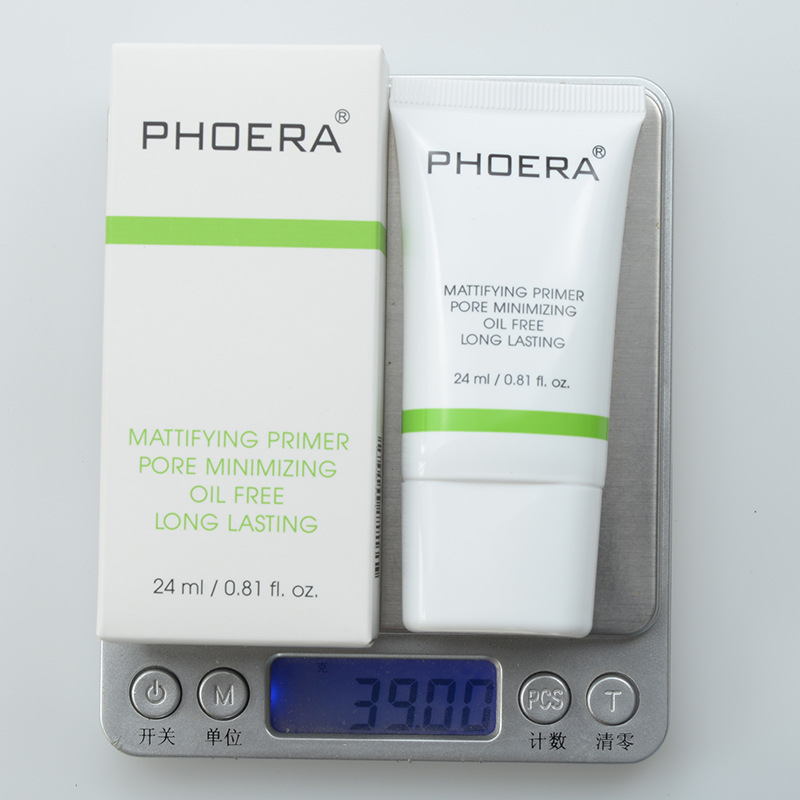 PHOERA®
MATTIFYING PRIMER
PORE MINIMIZING
OIL FREE
LONG LASTING
24 ml / 0.81 fl. oz.
PHOERA®
MATTIFYING PRIMER
PORE MINIMIZING
OIL FREE
LONG LASTING
24 ml / 0.81 fl. oz.
克
39.00
M
PCS
T
开关
单位
计数
清零